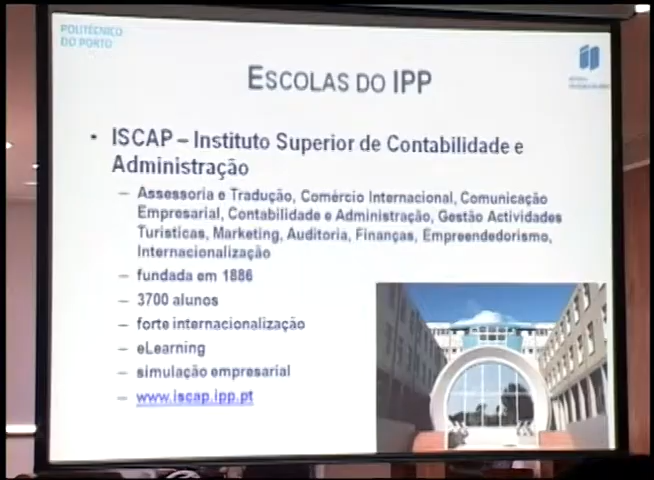 POLITÉCNICO
DO PORTO
ESCOLAS DO IPP
• ISCAP – Instituto Superior de Contabilidade e
Administração
– Assessoria e Tradução, Comércio Internacional, Comunicação
Empresarial, Contabilidade e Administração, Gestão Actividades
Turísticas, Marketing, Auditoria, Finanças, Empreendedorismo,
Internacionalização
– fundada em 1886
– 3700 alunos
– forte internacionalização
– eLearning
– simulação empresarial
– www.iscap.ipp.pt